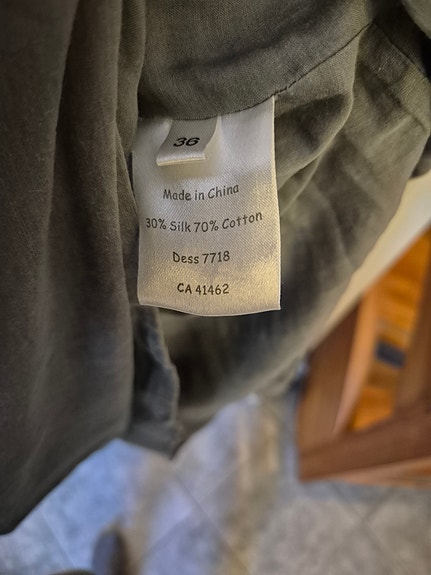 36
Made in China
30% Silk 70% Cotton
Dess 7718
CA 41462